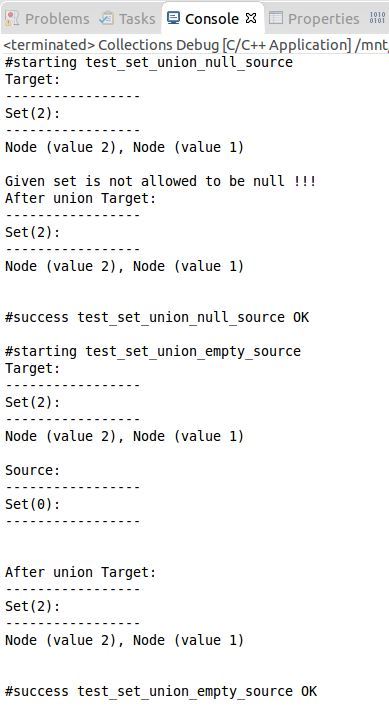 Problems Tasks Console Properties
<terminated> Collections Debug [C/C++ Application] /mnt/
#starting test_set_union_null_source
Target:
-----------------
Set(2):
-----------------
Node (value 2), Node (value 1)
Given set is not allowed to be null !!!
After union Target:
-----------------
Set(2):
-----------------
Node (value 2), Node (value 1)
#success test_set_union_null_source OK
#starting test_set_union_empty_source
Target:
-----------------
Set(2):
-----------------
Node (value 2), Node (value 1)
Source:
-----------------
Set(0):
-----------------
After union Target:
-----------------
Set(2):
-----------------
Node (value 2), Node (value 1)
#success test_set_union_empty_source OK